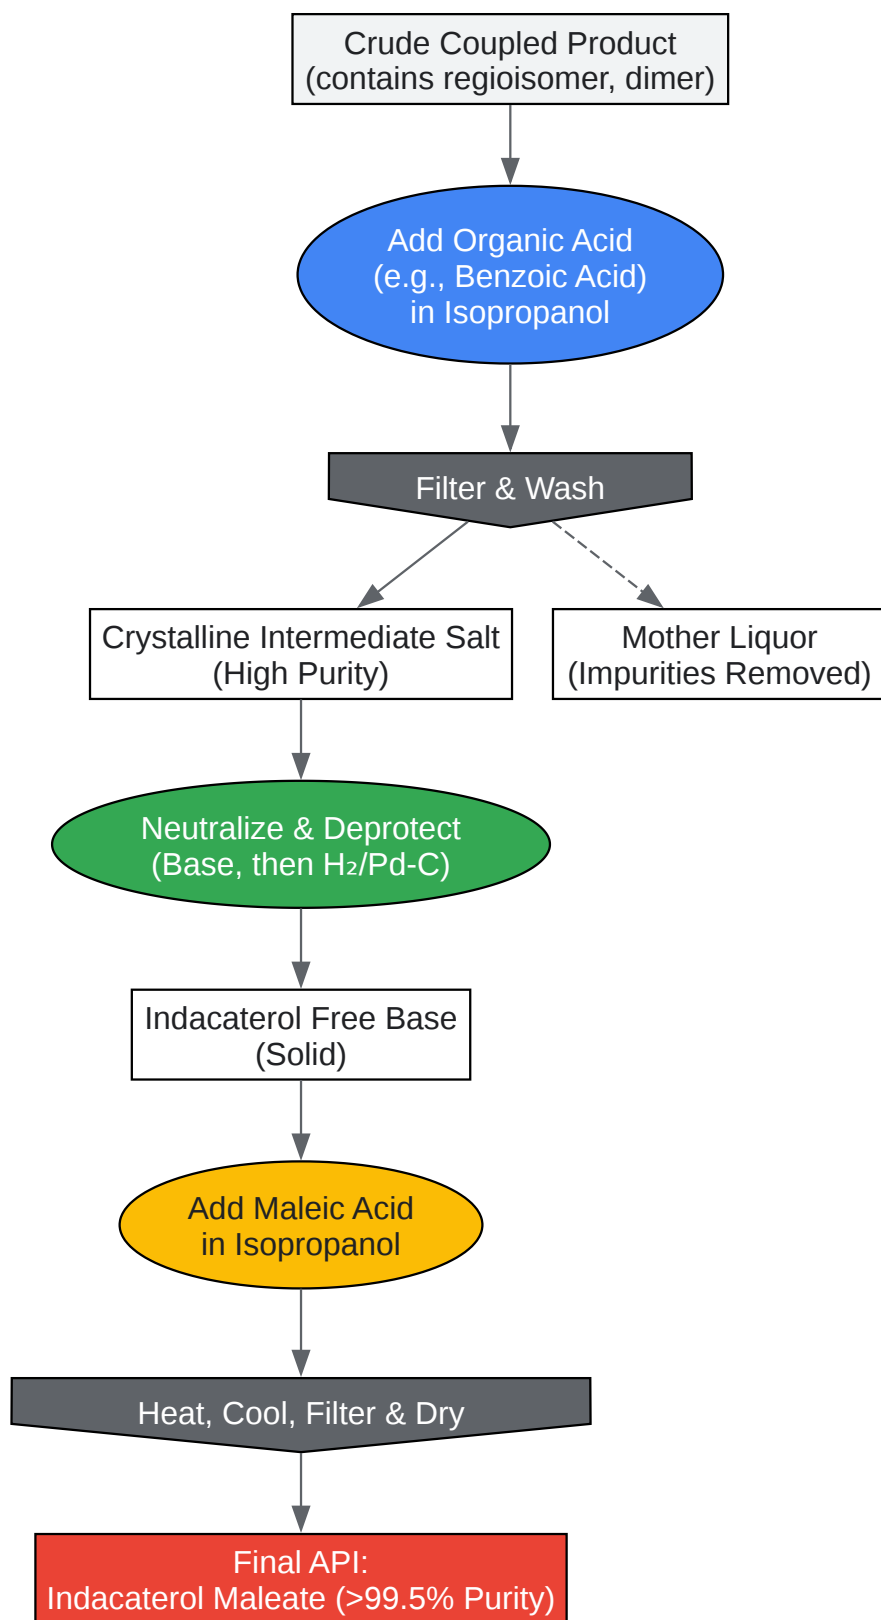 Crude Coupled Product
(contains regioisomer, dimer)
Add Organic Acid
(e.g., Benzoic Acid)
in Isopropanol
Filter & Wash
Crystalline Intermediate Salt
(High Purity)
Mother Liquor
(Impurities Removed)
Neutralize & Deprotect
(Base, then H₂/Pd-C)
Indacaterol Free Base
(Solid)
Add Maleic Acid
in Isopropanol
Heat, Cool, Filter & Dry
Final API:
Indacaterol Maleate (>99.5% Purity)